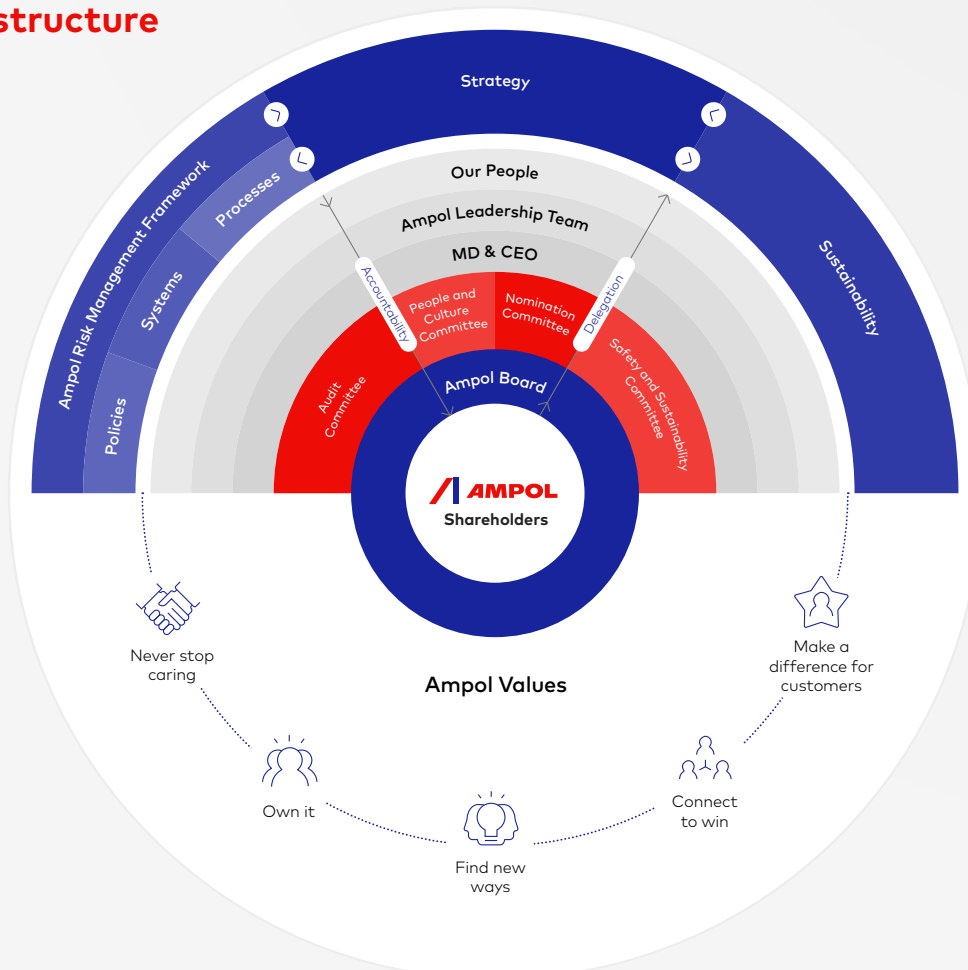 structure
Strategy
Ampol Risk Management Framework
Processes
Systems
Policies
Sustainability
Our People
Ampol Leadership Team
MD & CEO
Accountability
Delegation
People and
Culture
Committee
Nomination
Committee
Audit
Committee
Safety and Sustainability
Committee
Ampol Board
AMPOL
Shareholders
Ampol Values
Never stop
caring
Own it
Find new
ways
Connect
to win
Make a
difference for
customers